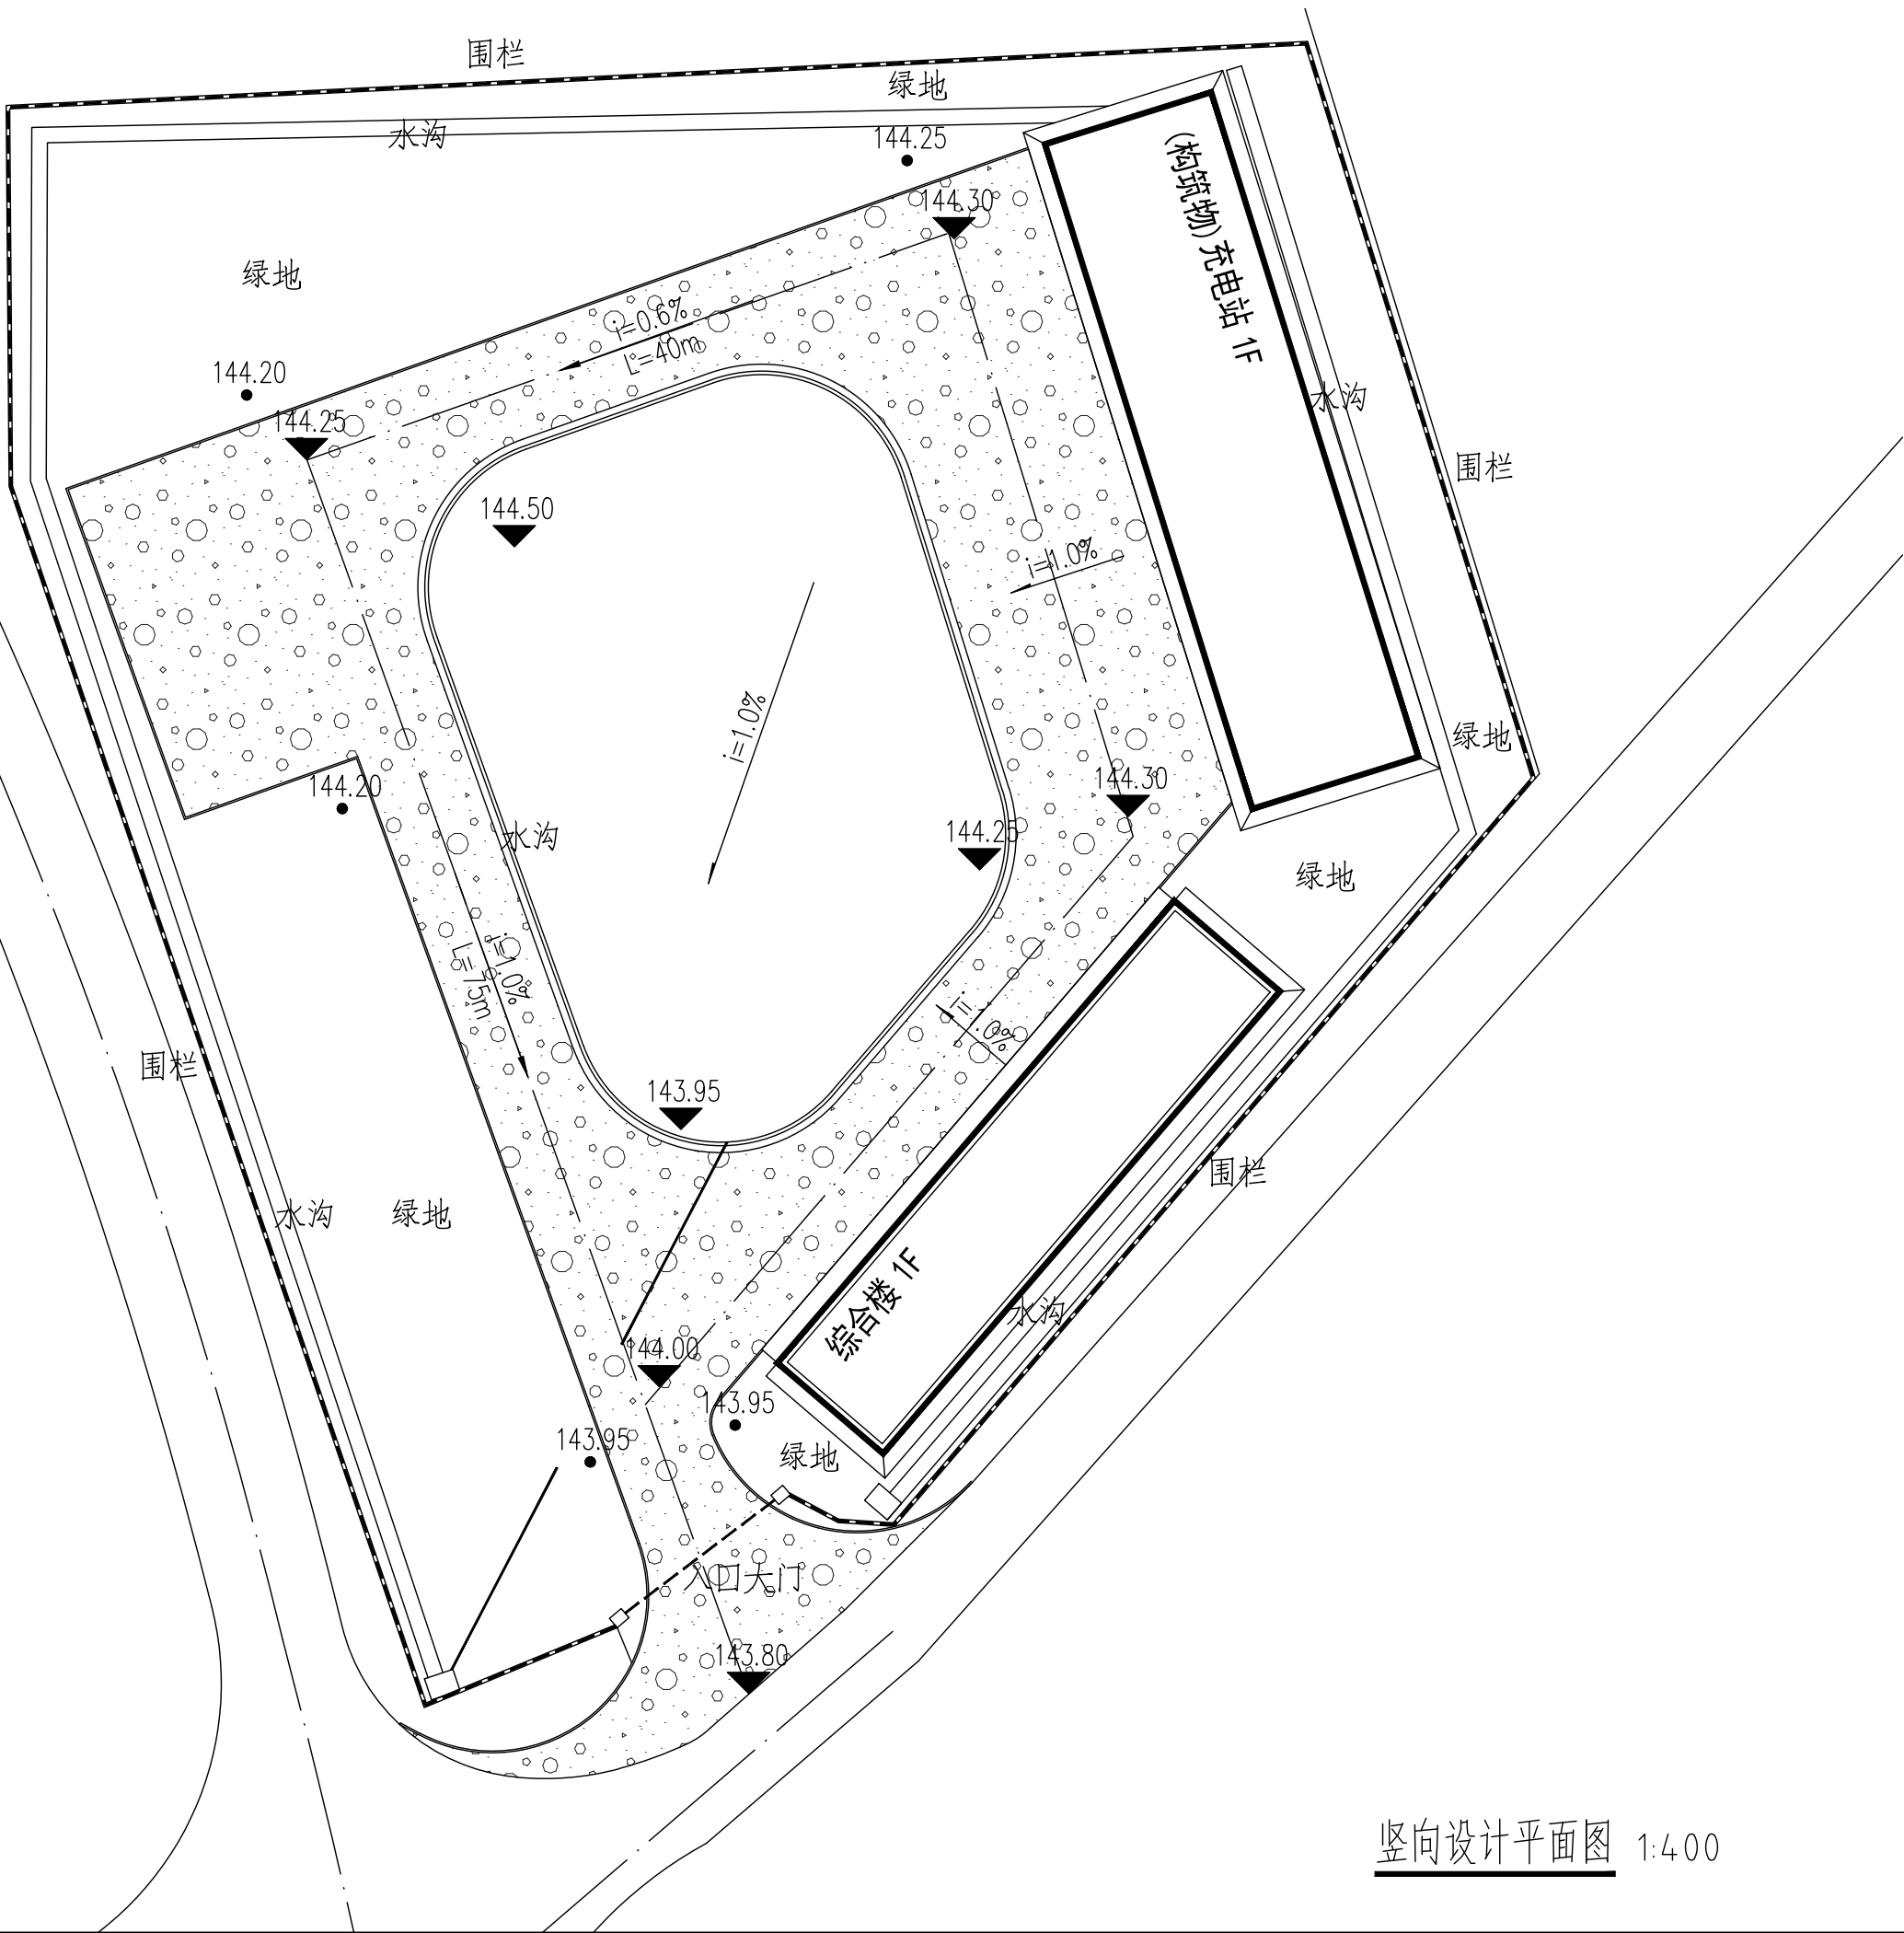 围栏
绿地
水沟
144.25
(构筑物)充电站 1F
144.30
绿地
i=0.6%
L=40m
144.20
水沟
144.25
围栏
144.50
i=1.0%
i=1.0%
绿地
144.20
144.30
水沟
144.25
绿地
i=1.0%
L=75m
围栏
143.95
围栏
水沟
绿地
综合楼 1F
水沟
144.00
143.95
143.95
绿地
入口大门
143.80
竖向设计平面图 1:400